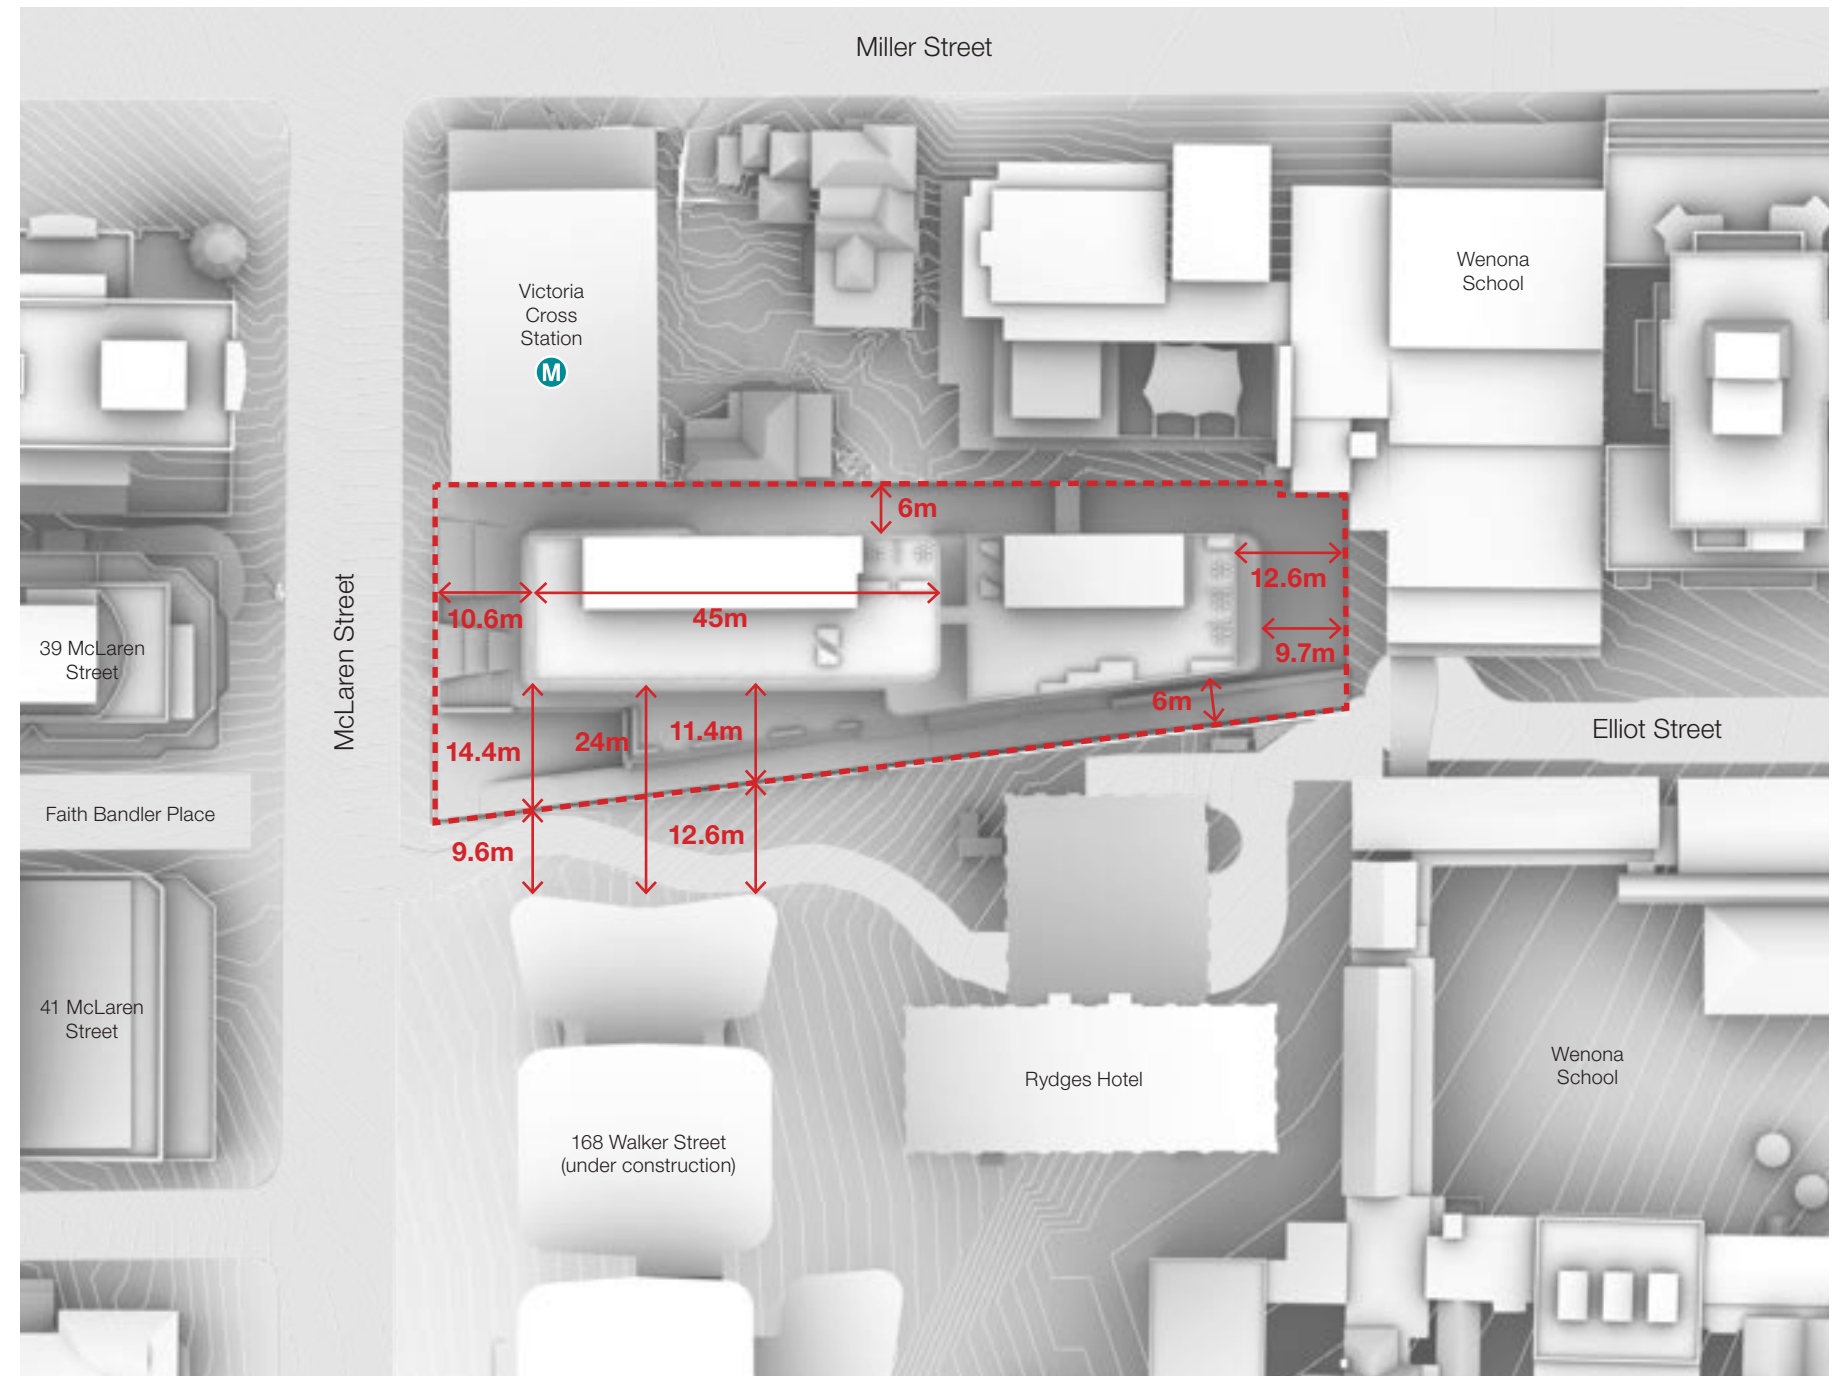 Miller Street
Victoria
Cross
Station
M
Wenona
School
6m
12.6m
10.6m
45m
9.7m
McLaren Street
39 McLaren
Street
6m
14.4m
24m
11.4m
Elliot Street
Faith Bandler Place
9.6m
12.6m
41 McLaren
Street
Rydges Hotel
Wenona
School
168 Walker Street
(under construction)